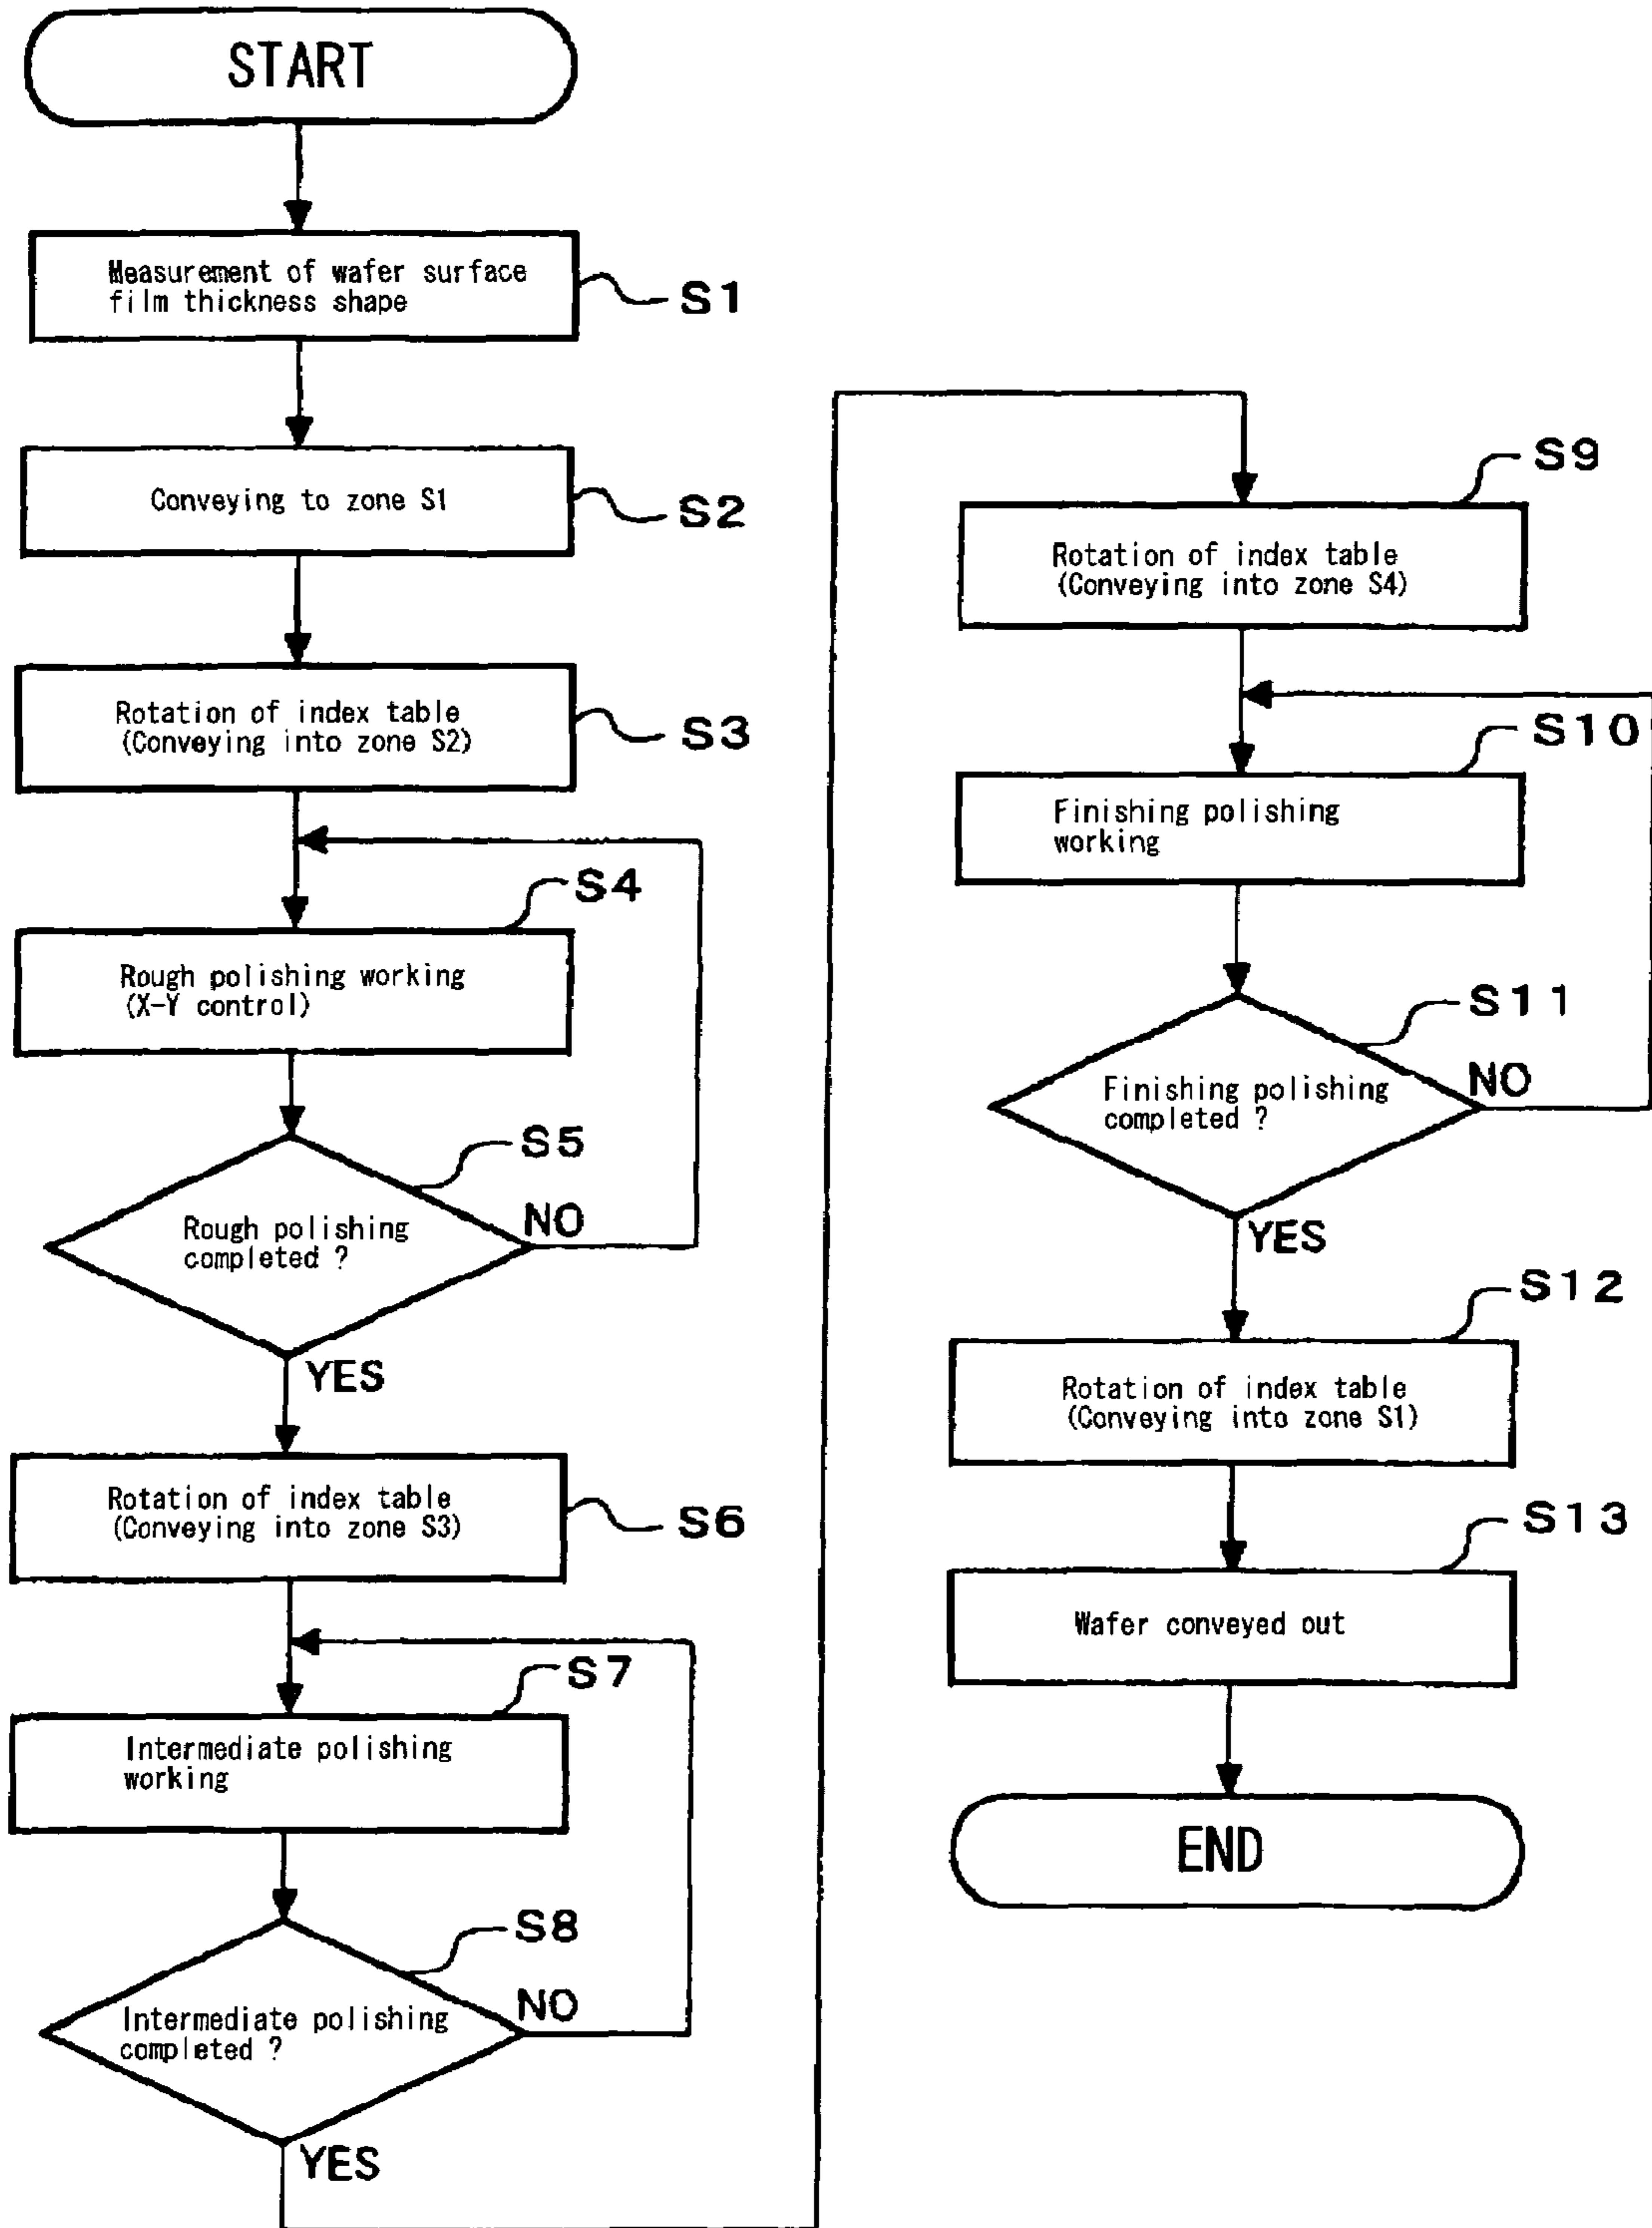 START
Measurement of wafer surface
film thickness shape
S1
Conveying to zone S1
S2
Rotation of index table
(Conveying into zone S2)
S3
S4
Rough polishing working
(X-Y control)
S5
Rough polishing
completed ?
NO
YES
Rotation of index table
(Conveying into zone S3)
S6
S7
Intermediate polishing
working
S8
Intermediate polishing
completed ?
NO
YES
S9
Rotation of index table
(Conveying into zone S4)
S10
Finishing polishing
working
S11
Finishing polishing
completed ?
NO
YES
S12
Rotation of index table
(Conveying into zone S1)
S13
Wafer conveyed out
END